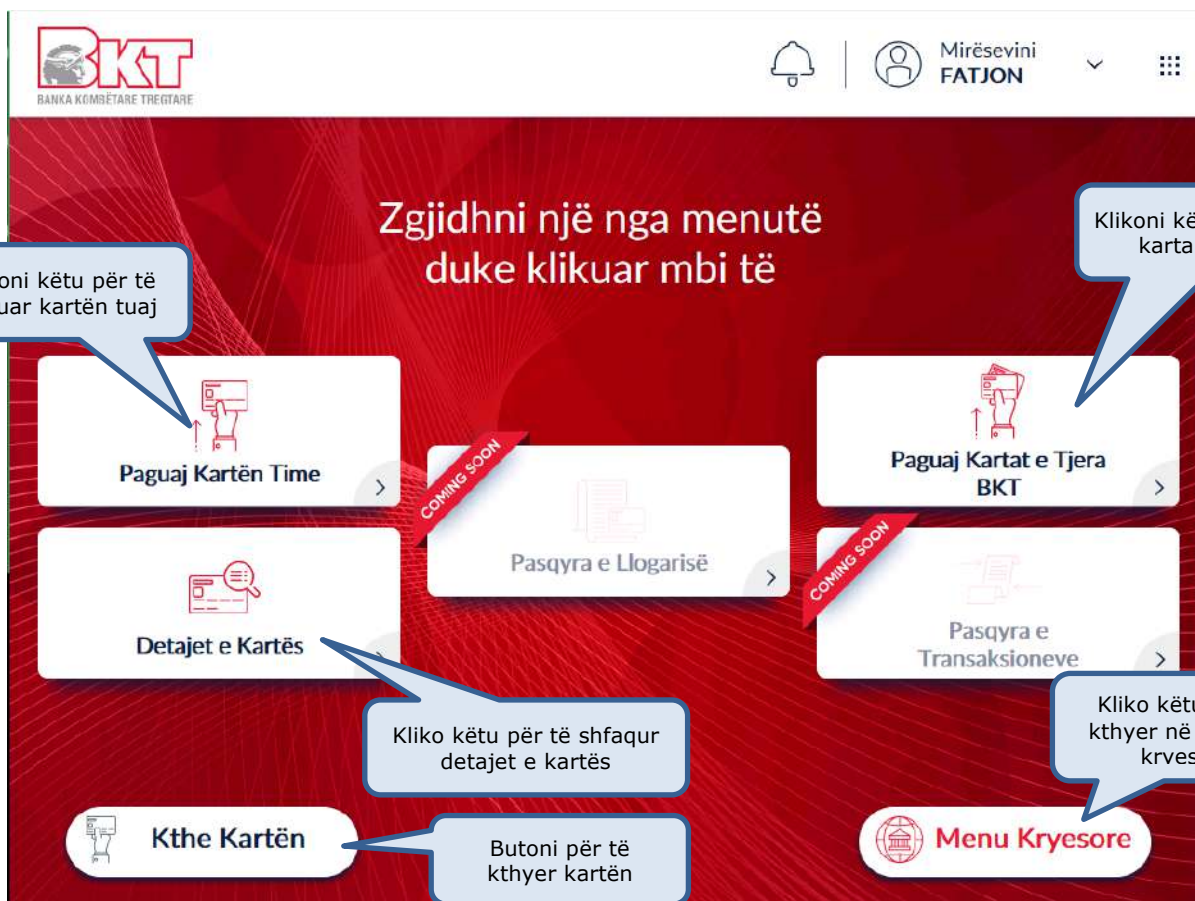 BKT
BANKA KOMBËTARE TREGTARE
Mirësevini
FATJON
Zgjidhni një nga menutë
duke klikuar mbi të
Klikoni kë
karta
oni këtu për të
uar kartën tuaj
Paguaj Kartën Time
COMING SOON
Pasqyra e Llogarisë
Paguaj Kartat e Tjera
BKT
Detajet e Kartës
COMING SOON
Pasqyra e
Transaksioneve
Kliko këtu për të shfaqur
detajet e kartës
Kliko këtu
kthyer në
krves
Kthe Kartën
Butoni për të
kthyer kartën
Menu Kryesore